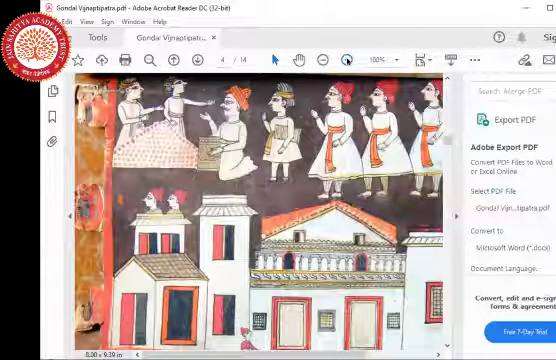 Gondal Vijnaptipatra.pdf - Adobe Acrobat Reader DC (32-bit)
Edit View Sign Window Help
Tools
Gondal Vijnaptipatr...
Sig
4 / 14
100%
JAIN SAHITYA ACADEMY TRUST
Search 'Merge PDF'
Export PDF
Adobe Export PDF
Convert PDF Files to Word
or Excel Online
Select PDF File
Gondal Vijn...tipatra.pdf
Convert to
Microsoft Word (*.docx)
Document Language:
Convert, edit and e-sign
forms & agreement
Free 7-Day Trial
8.00 x 9.39 in